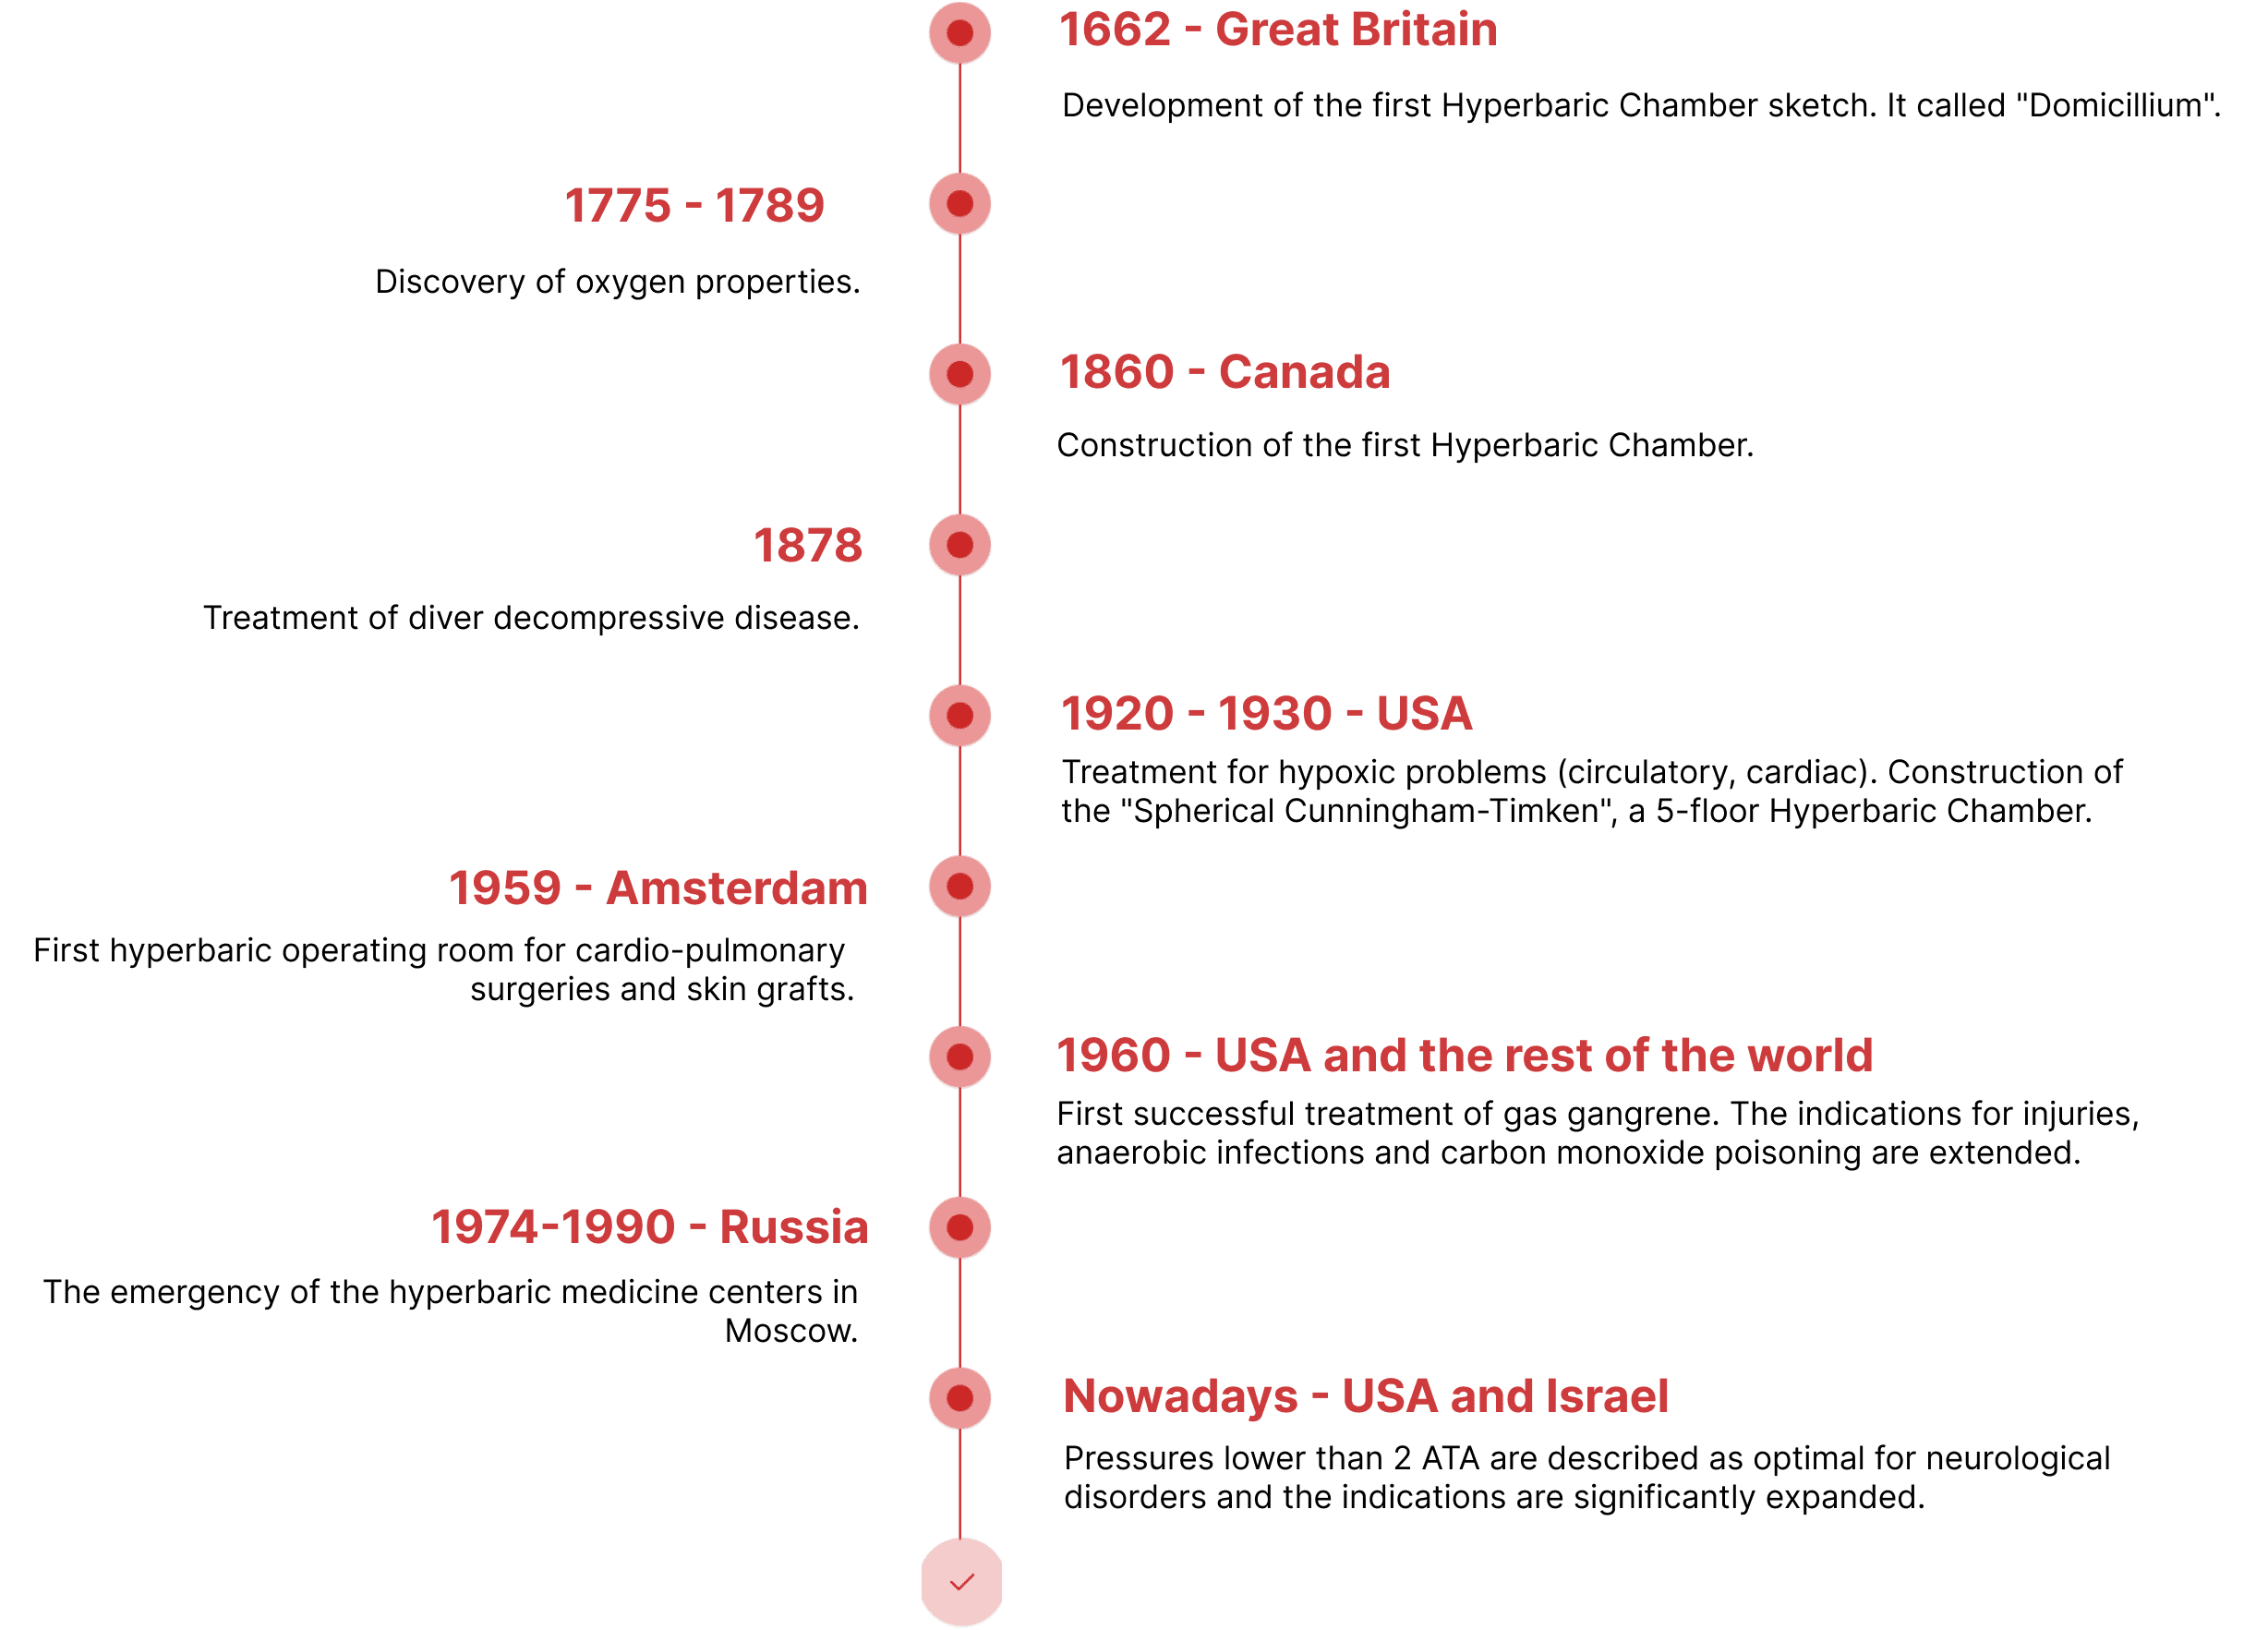 1662 - Great Britain
Development of the first Hyperbaric Chamber sketch. It called "Domicillium".
1775 - 1789
Discovery of oxygen properties.
1860 - Canada
Construction of the first Hyperbaric Chamber.
1878
Treatment of diver decompressive disease.
1920 - 1930 - USA
Treatment for hypoxic problems (circulatory, cardiac). Construction of
the "Spherical Cunningham-Timken", a 5-floor Hyperbaric Chamber.
1959 - Amsterdam
First hyperbaric operating room for cardio-pulmonary
surgeries and skin grafts.
1960 - USA and the rest of the world
First successful treatment of gas gangrene. The indications for injuries,
anaerobic infections and carbon monoxide poisoning are extended.
1974-1990 - Russia
The emergency of the hyperbaric medicine centers in
Moscow.
Nowadays - USA and Israel
Pressures lower than 2 ATA are described as optimal for neurological
disorders and the indications are significantly expanded.